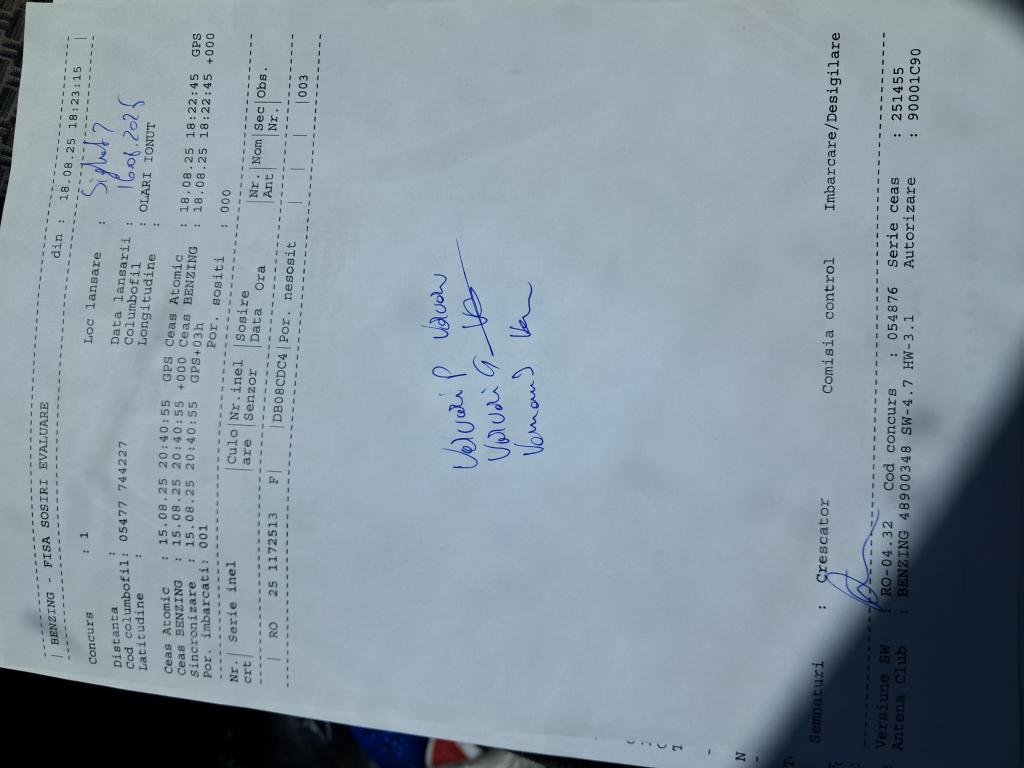 | BENZING - FISA SOSIRI EVALUARE din : 18.08.25 18:23:15 |
Concurs : 1 Loc lansare : Sighet 7
Distanta : Data lansarii : 16.08.2025
Cod columbofil: 05477 744227 Columbofil : OLARI IONUT
Latitudine : Longitudine :
Ceas Atomic : 15.08.25 20:40:55 GPS Ceas Atomic : 18.08.25 18:22:45 GPS
Ceas BENZING : 15.08.25 20:40:55 +000 Ceas BENZING : 18.08.25 18:22:45 +000
Sincronizare : 15.08.25 20:40:55 GPS+03h
Por. imbarcati: 001 Por. sositi : 000
Nr.| Serie inel |Culo|Nr.inel |Sosire |Nr.|Nom|Sec|Obs.
crt| |are |Senzor |Data Ora |Ant| |Nr.|
| RO 25 1172513 F| |DB08CDC4|Por. nesosit | | | |003
Semnaturi : Crescator Comisia control Imbarcare/Desigilare
Versiune SW : RO-04.32 Cod concurs : 054876 Serie ceas : 251455
Antena Club : BENZING 48900348 SW-4.7 HW-3.1 Autorizare : 90001C90